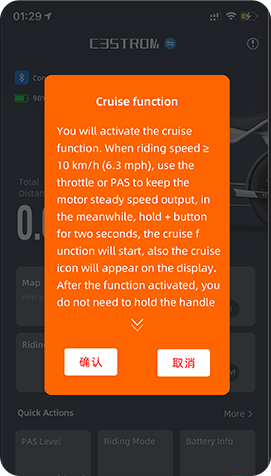 01:29
C3STROM
Con
98%
Cruise function
You will activate the cruise
function. When riding speed ≥
10 km/h (6.3 mph), use the
throttle or PAS to keep the
motor steady speed output, in
the meanwhile, hold + button
for two seconds, the cruise f
unction will start, also the cruise
icon will appear on the display.
After the function activated, you
do not need to hold the handle
确认 取消
Total
Distan
0.
Map
Riding
Quick Actions More >
PAS Level Riding Mode Battery Info